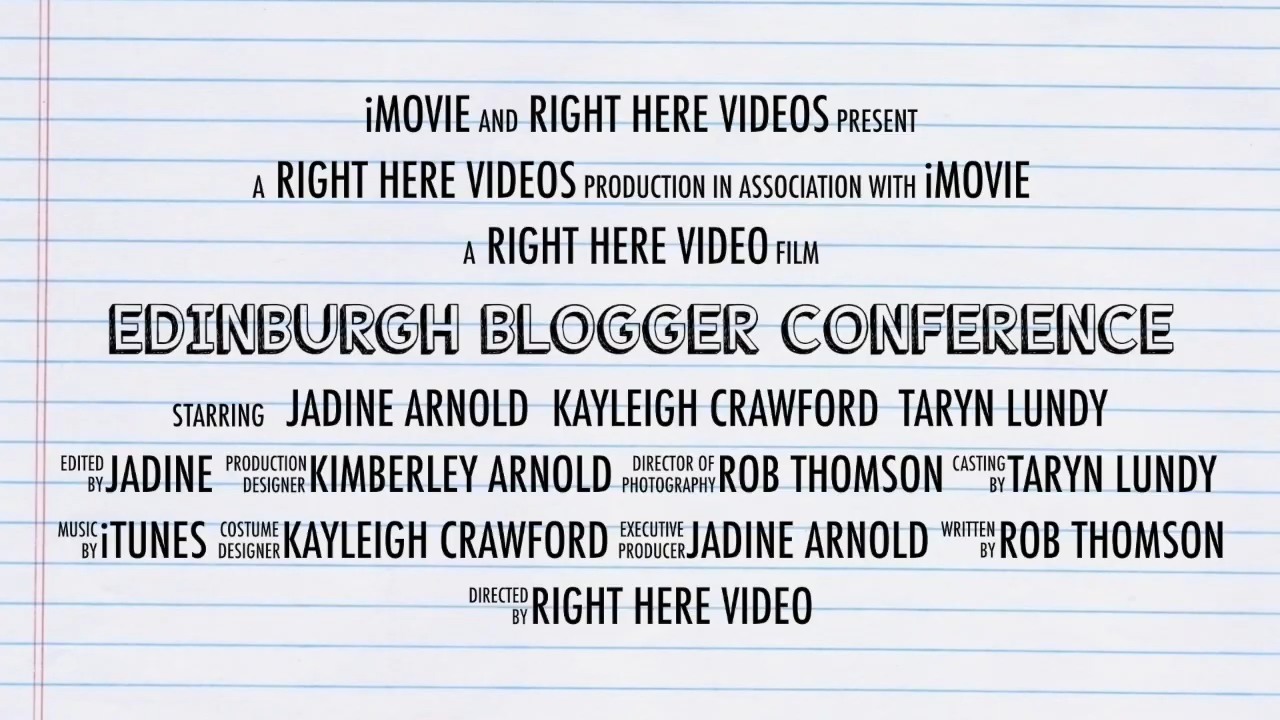 iMOVIE AND RIGHT HERE VIDEOS PRESENT
A RIGHT HERE VIDEOS PRODUCTION IN ASSOCIATION WITH iMOVIE
A RIGHT HERE VIDEO FILM
EDINBURGH BLOGGER CONFERENCE
STARRING JADINE ARNOLD KAYLEIGH CRAWFORD TARYN LUNDY
EDITED BY JADINE PRODUCTION DESIGNER KIMBERLEY ARNOLD DIRECTOR OF PHOTOGRAPHY ROB THOMSON CASTING BY TARYN LUNDY
MUSIC BY iTUNES COSTUME DESIGNER KAYLEIGH CRAWFORD EXECUTIVE PRODUCER JADINE ARNOLD WRITTEN BY ROB THOMSON
DIRECTED BY RIGHT HERE VIDEO